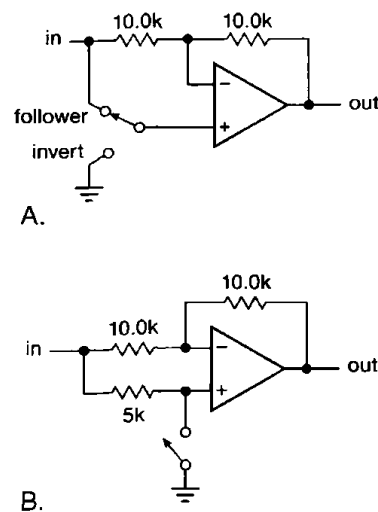 in 10.0k 10.0k
− 
follower + out
invert
A.
10.0k
in 10.0k − out
5k +
B.